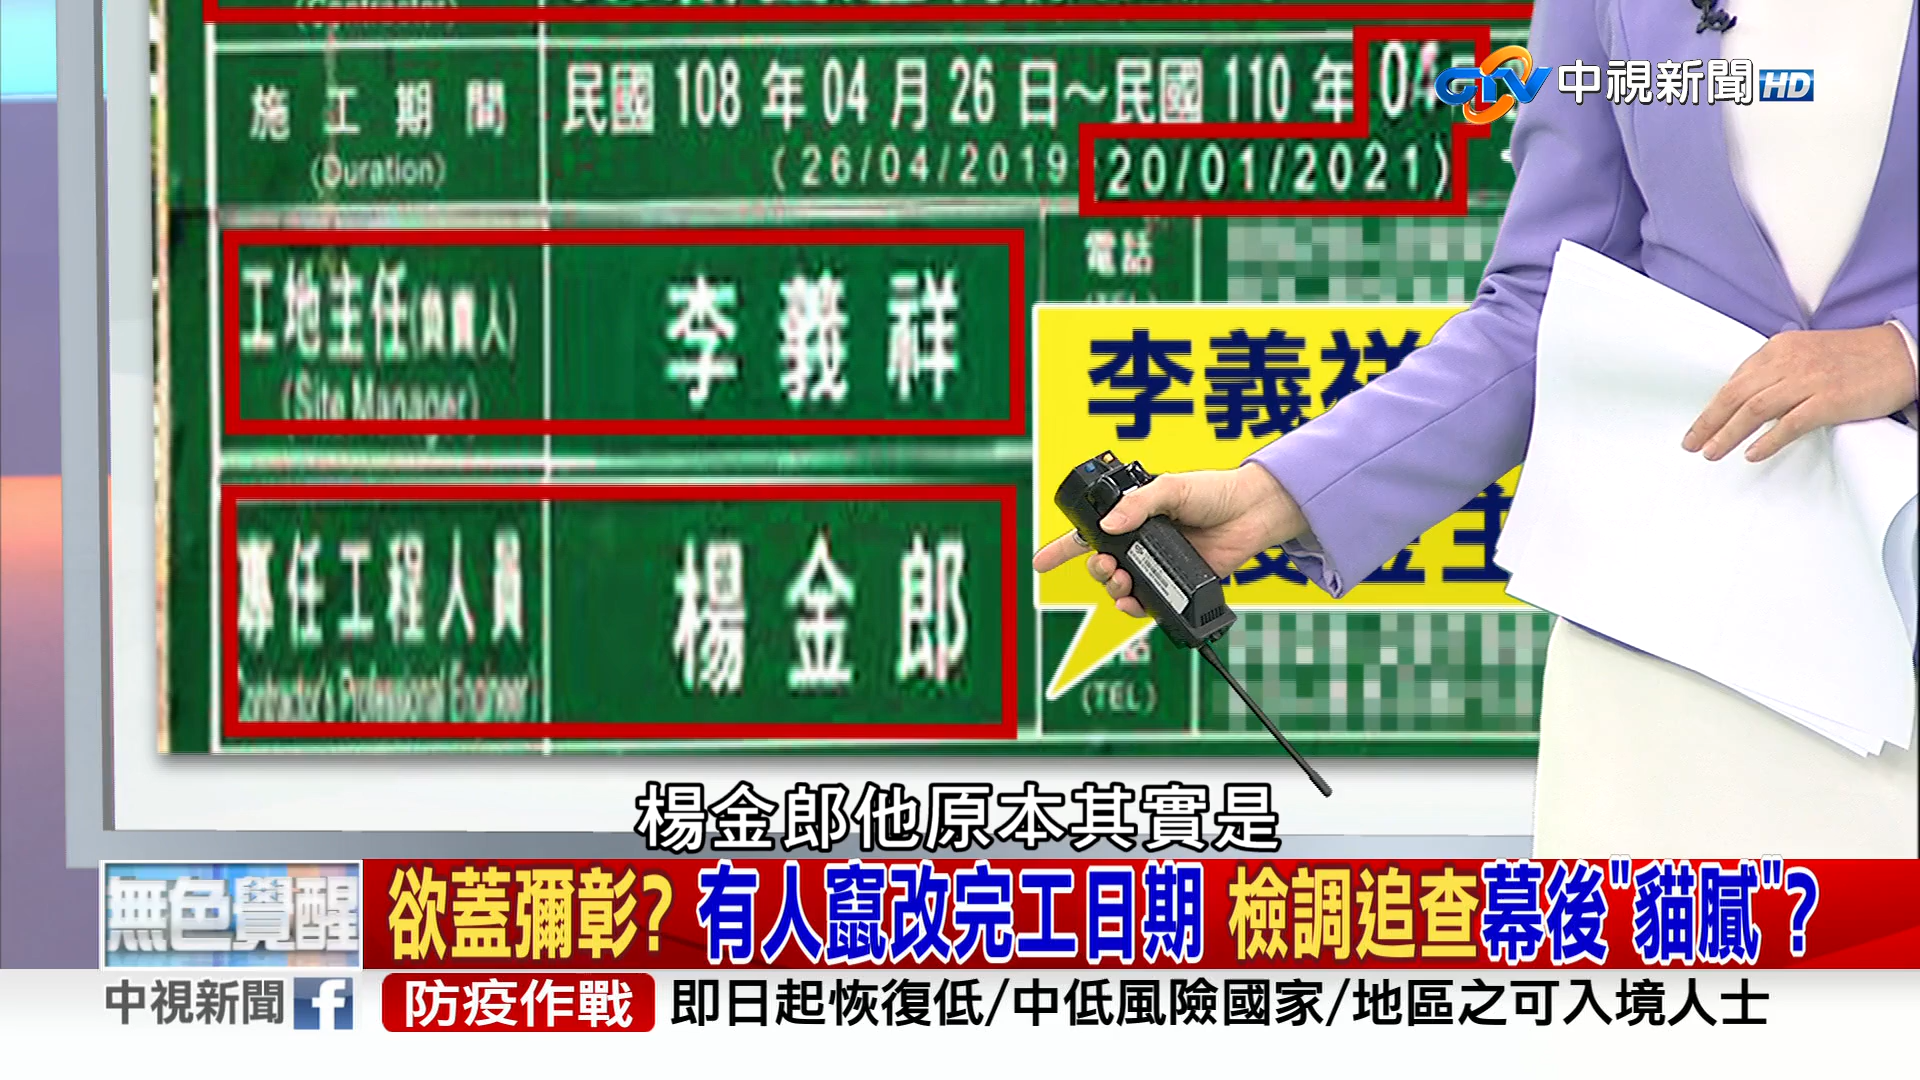 (Contractor)
施工期間
(Duration)
民國 108 年 04 月 26 日～民國 110 年 04
(26/04/2019
20/01/2021)
CTV 中視新聞 HD
工地主任(負責人)
(Site Manager)
李義祥
電話
李義祥
金主
專任工程人員
Contractor's Professional Engineer
楊金郎
(TEL)
楊金郎他原本其實是
無色覺醒
欲蓋彌彰? 有人竄改完工日期 檢調追查幕後"貓膩"?
中視新聞 f
防疫作戰 即日起恢復低/中低風險國家/地區之可入境人士